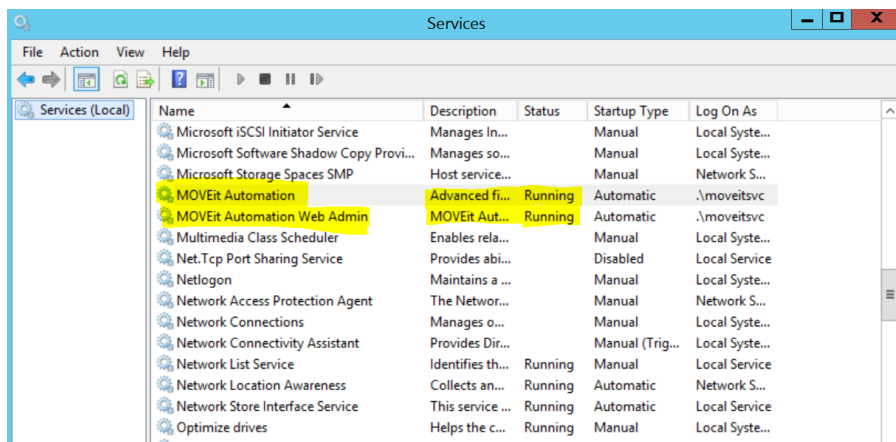 Services
File Action View Help
Services (Local)
Name Description Status Startup Type Log On As
Microsoft iSCSI Initiator Service Manages In... Manual Local Syste...
Microsoft Software Shadow Copy Provi... Manages so... Manual Local Syste...
Microsoft Storage Spaces SMP Host service... Manual Network S...
MOVEit Automation Advanced fi... Running Automatic .\moveitsvc
MOVEit Automation Web Admin MOVEit Aut... Running Automatic .\moveitsvc
Multimedia Class Scheduler Enables rela... Manual Local Syste...
Net.Tcp Port Sharing Service Provides abi... Disabled Local Service
Netlogon Maintains a ... Manual Local Syste...
Network Access Protection Agent The Networ... Manual Network S...
Network Connections Manages o... Manual Local Syste...
Network Connectivity Assistant Provides Dir... Manual (Trig... Local Syste...
Network List Service Identifies th... Running Manual Local Service
Network Location Awareness Collects an... Running Automatic Network S...
Network Store Interface Service This service ... Running Automatic Local Service
Optimize drives Helps the c... Running Manual Local Syste...